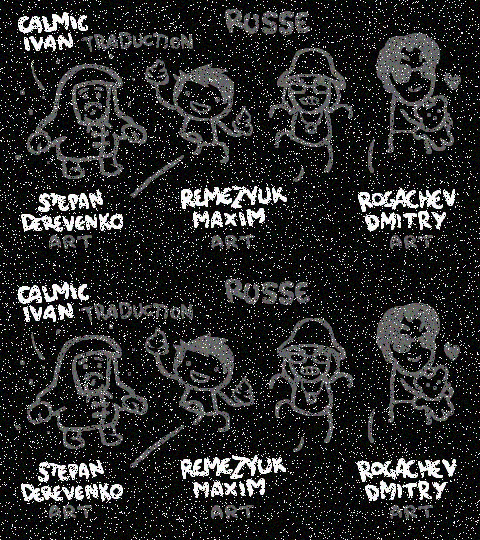 RUSSE
CALMIC
IVAN TRADUCTION
STEPAN
DEREVENKO
ART
REMEZYUK
MAXIM
ART
ROGACHEV
DMITRY
ART
RUSSE
CALMIC
IVAN TRADUCTION
STEPAN
DEREVENKO
ART
REMEZYUK
MAXIM
ART
ROGACHEV
DMITRY
ART